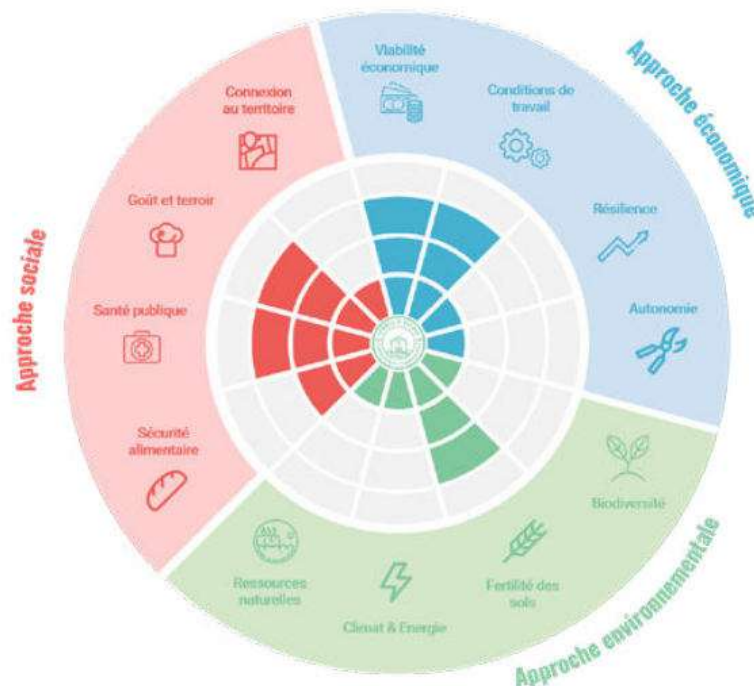 Approche économique
Viabilité
économique
Conditions de
travail
Résilience
Autonomie
Approche environnementale
Biodiversité
Fertilité des
sols
Climat & Energie
Ressources
naturelles
Approche sociale
Sécurité
alimentaire
Santé publique
Goût et terroir
Connexion
au territoire